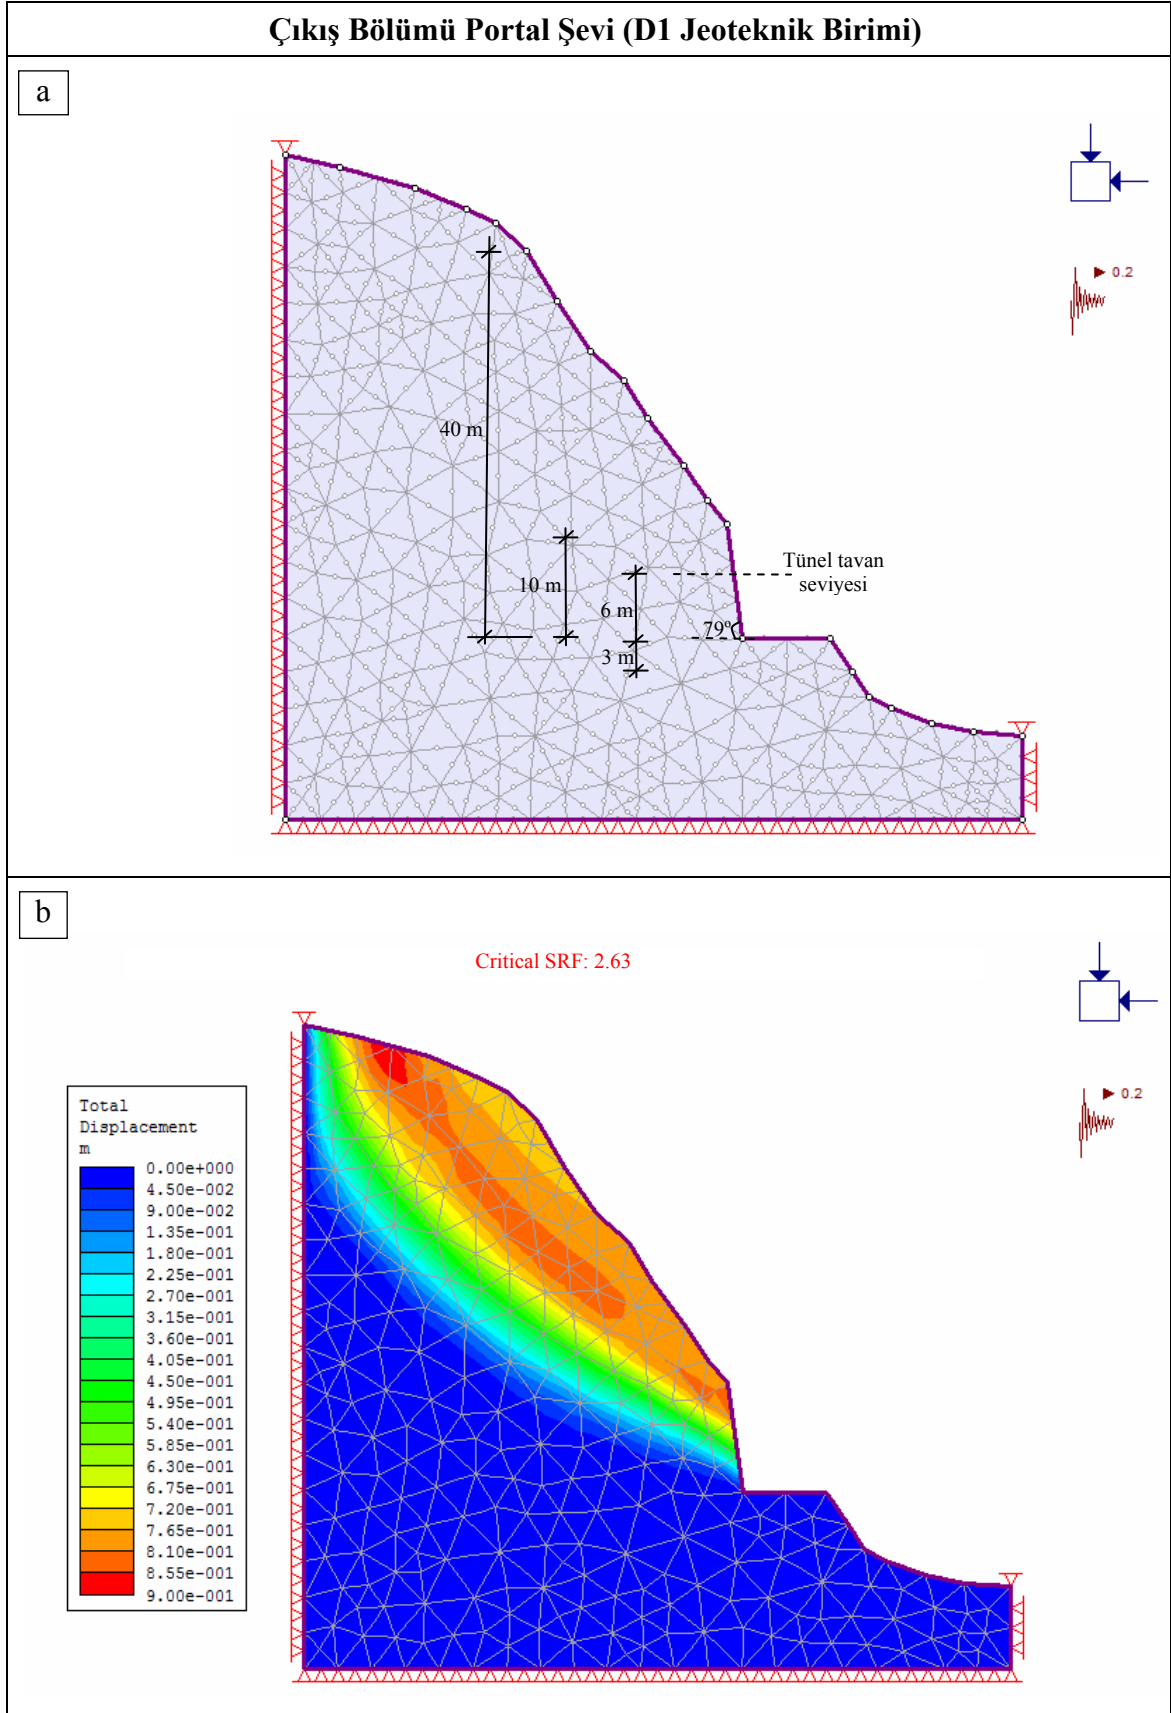 Çıkış Bölümü Portal Şevi (D1 Jeoteknik Birimi)
a
0.2
40 m
10 m
6 m
3 m
79°
Tünel tavan
seviyesi
b
Critical SRF: 2.63
0.2
Total
Displacement
m
0.00e+000
4.50e-002
9.00e-002
1.35e-001
1.80e-001
2.25e-001
2.70e-001
3.15e-001
3.60e-001
4.05e-001
4.50e-001
4.95e-001
5.40e-001
5.85e-001
6.30e-001
6.75e-001
7.20e-001
7.65e-001
8.10e-001
8.55e-001
9.00e-001